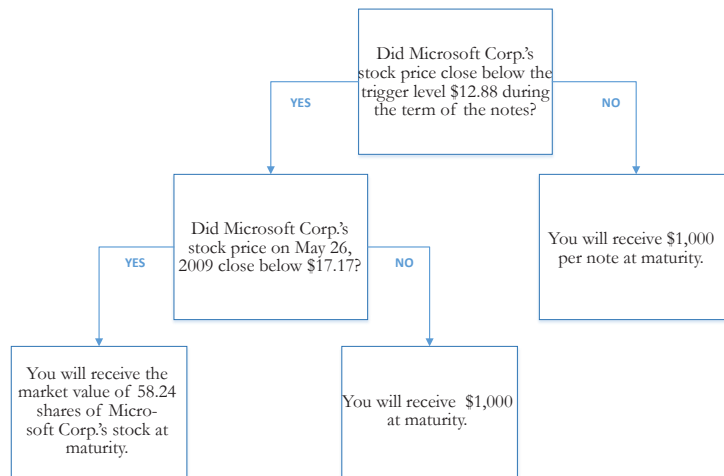 Did Microsoft Corp.'s
stock price close below the
trigger level $12.88 during
the term of the notes?
YES
NO
Did Microsoft Corp.'s
stock price on May 26,
2009 close below $17.17?
You will receive $1,000
per note at maturity.
YES
NO
You will receive the
market value of 58.24
shares of Micro-
soft Corp.'s stock at
maturity.
You will receive $1,000
at maturity.